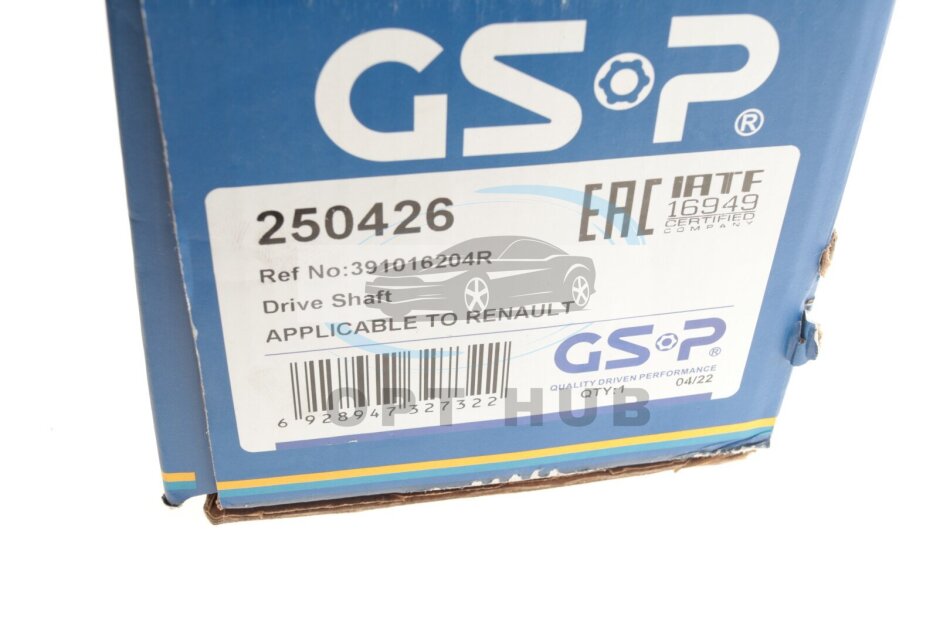 GSP®
250426
EAC
IATF
16949
CERTIFIED
COMPANY
Ref No:391016204R
Drive Shaft
APPLICABLE TO RENAULT
GSP®
QUALITY DRIVEN PERFORMANCE
QTY:1 04/22
6 928947 327322
OPT HUB